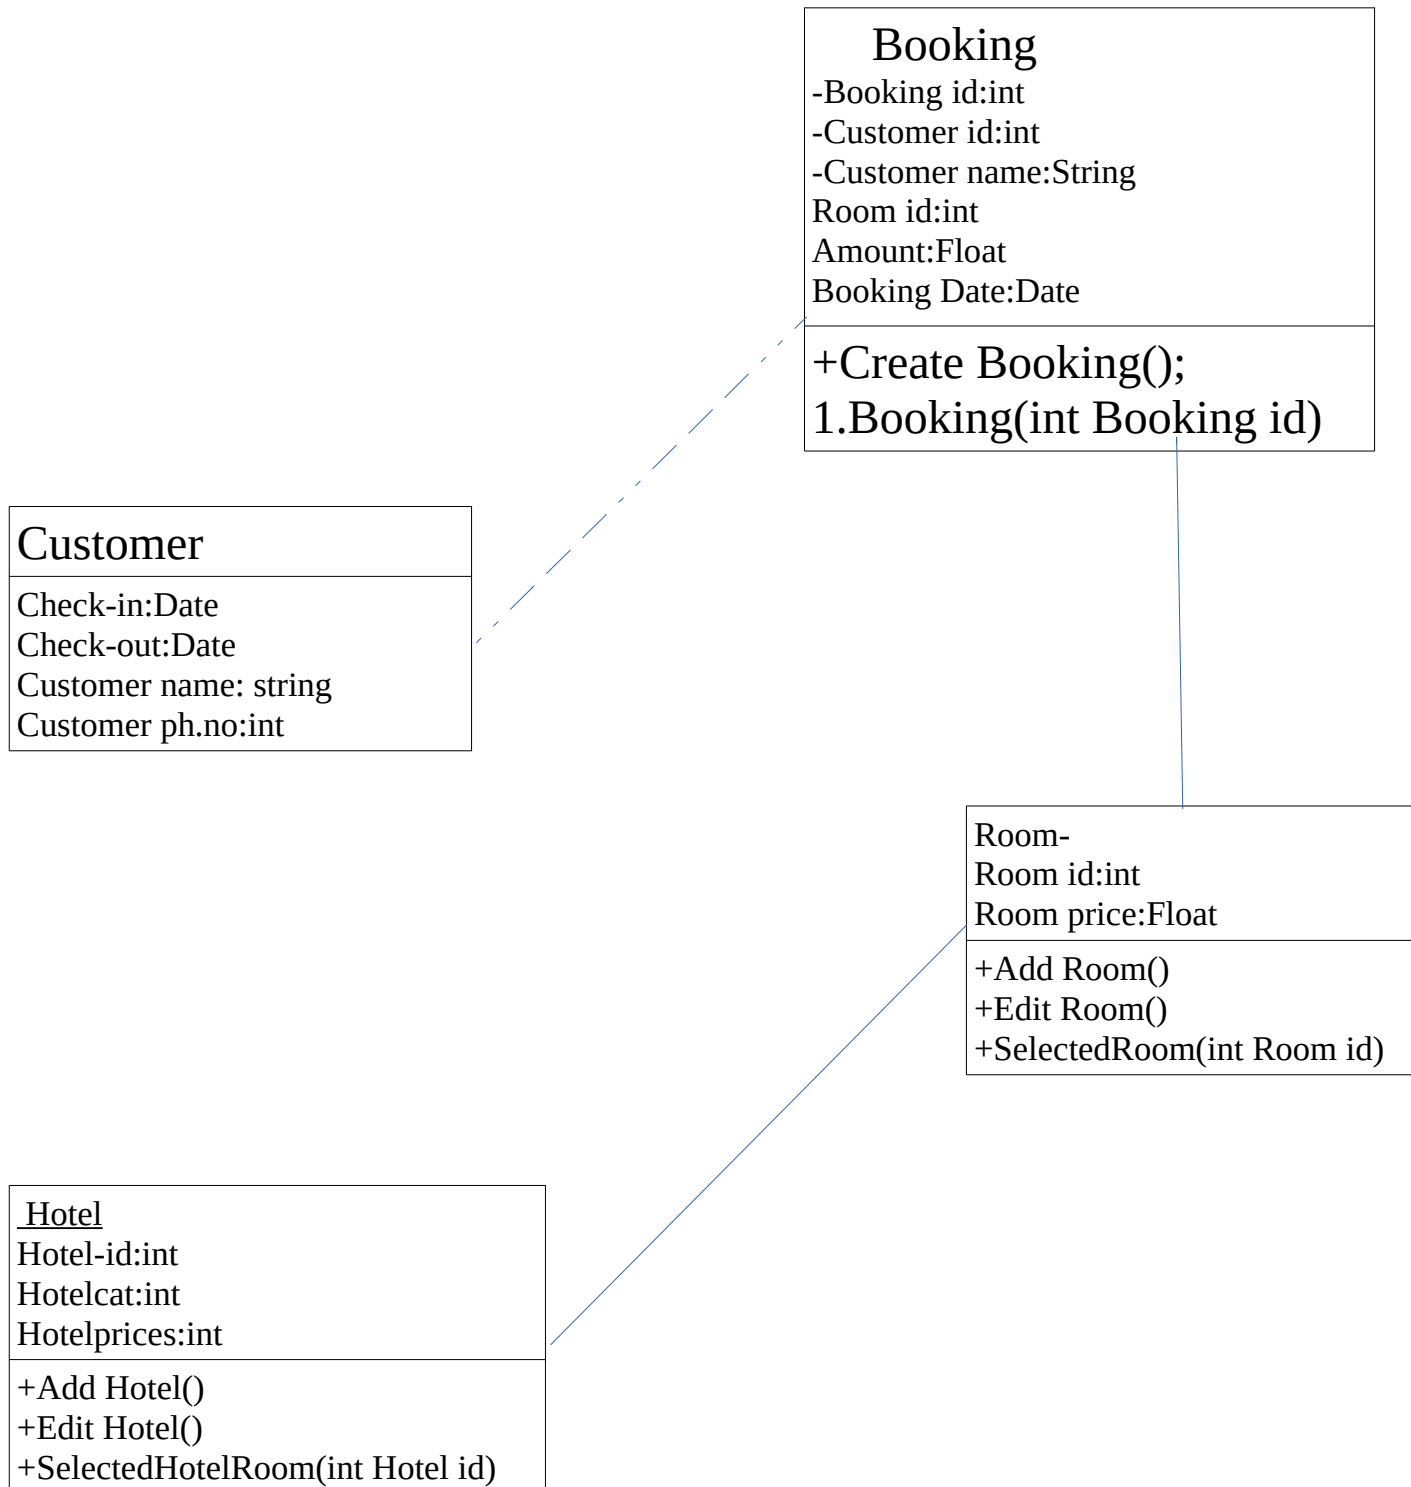 Booking
-Booking id:int
-Customer id:int
-Customer name:String
Room id:int
Amount:Float
Booking Date:Date
+Create Booking();
1.Booking(int Booking id)
Customer
Check-in:Date
Check-out:Date
Customer name: string
Customer ph.no:int
Room-
Room id:int
Room price:Float
+Add Room()
+Edit Room()
+SelectedRoom(int Room id)
Hotel
Hotel-id:int
Hotelcat:int
Hotelprices:int
+Add Hotel()
+Edit Hotel()
+SelectedHotelRoom(int Hotel id)